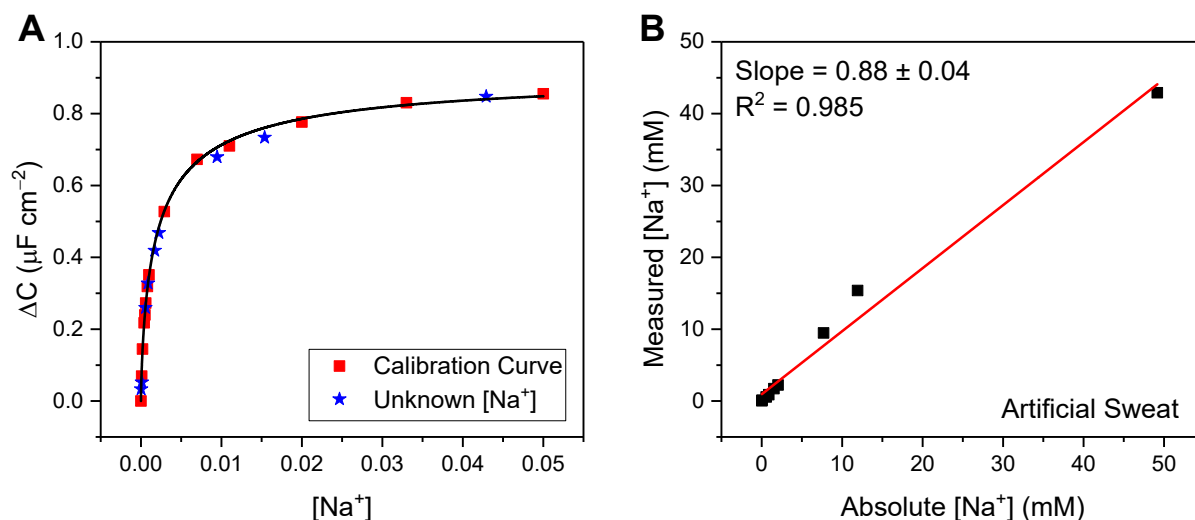 A
1.0
0.8
0.6
0.4
0.2
0.0
ΔC (μF cm⁻²)
0.00 0.01 0.02 0.03 0.04 0.05
[Na⁺]
Calibration Curve
Unknown [Na⁺]
B
50
40
30
20
10
0
Measured [Na⁺] (mM)
Slope = 0.88 ± 0.04
R² = 0.985
Artificial Sweat
0 10 20 30 40 50
Absolute [Na⁺] (mM)